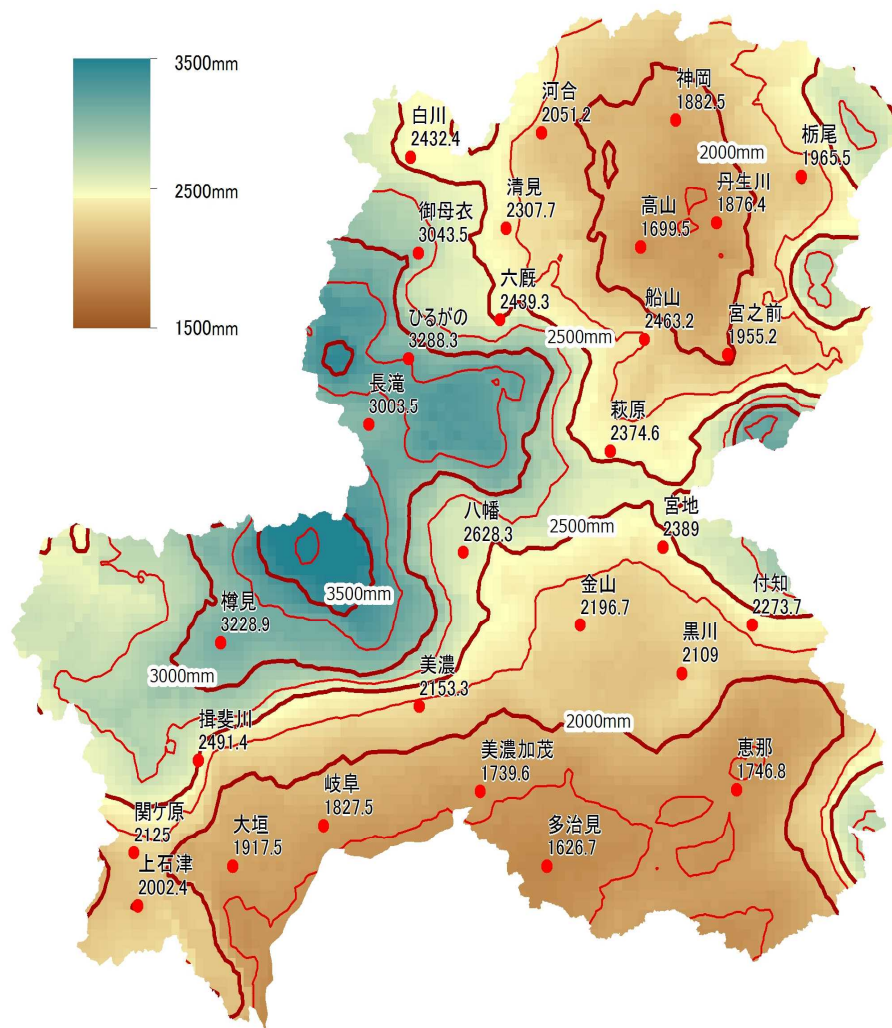 3500mm
2500mm
1500mm
神岡
1882.5
河合
2051.2
白川
2432.4
栃尾
1965.5
2000mm
丹生川
1876.4
清見
2307.7
高山
1699.5
御母衣
3043.5
六厩
2439.3
船山
2463.2
宮之前
1955.2
ひるがの
3288.3
2500mm
長滝
3003.5
萩原
2374.6
八幡
2628.3
2500mm
宮地
2389
金山
2196.7
付知
2273.7
3500mm
樽見
3228.9
黒川
2109
3000mm
美濃
2153.3
揖斐川
2491.4
2000mm
美濃加茂
1739.6
恵那
1746.8
岐阜
1827.5
関ケ原
2125
大垣
1917.5
多治見
1626.7
上石津
2002.4